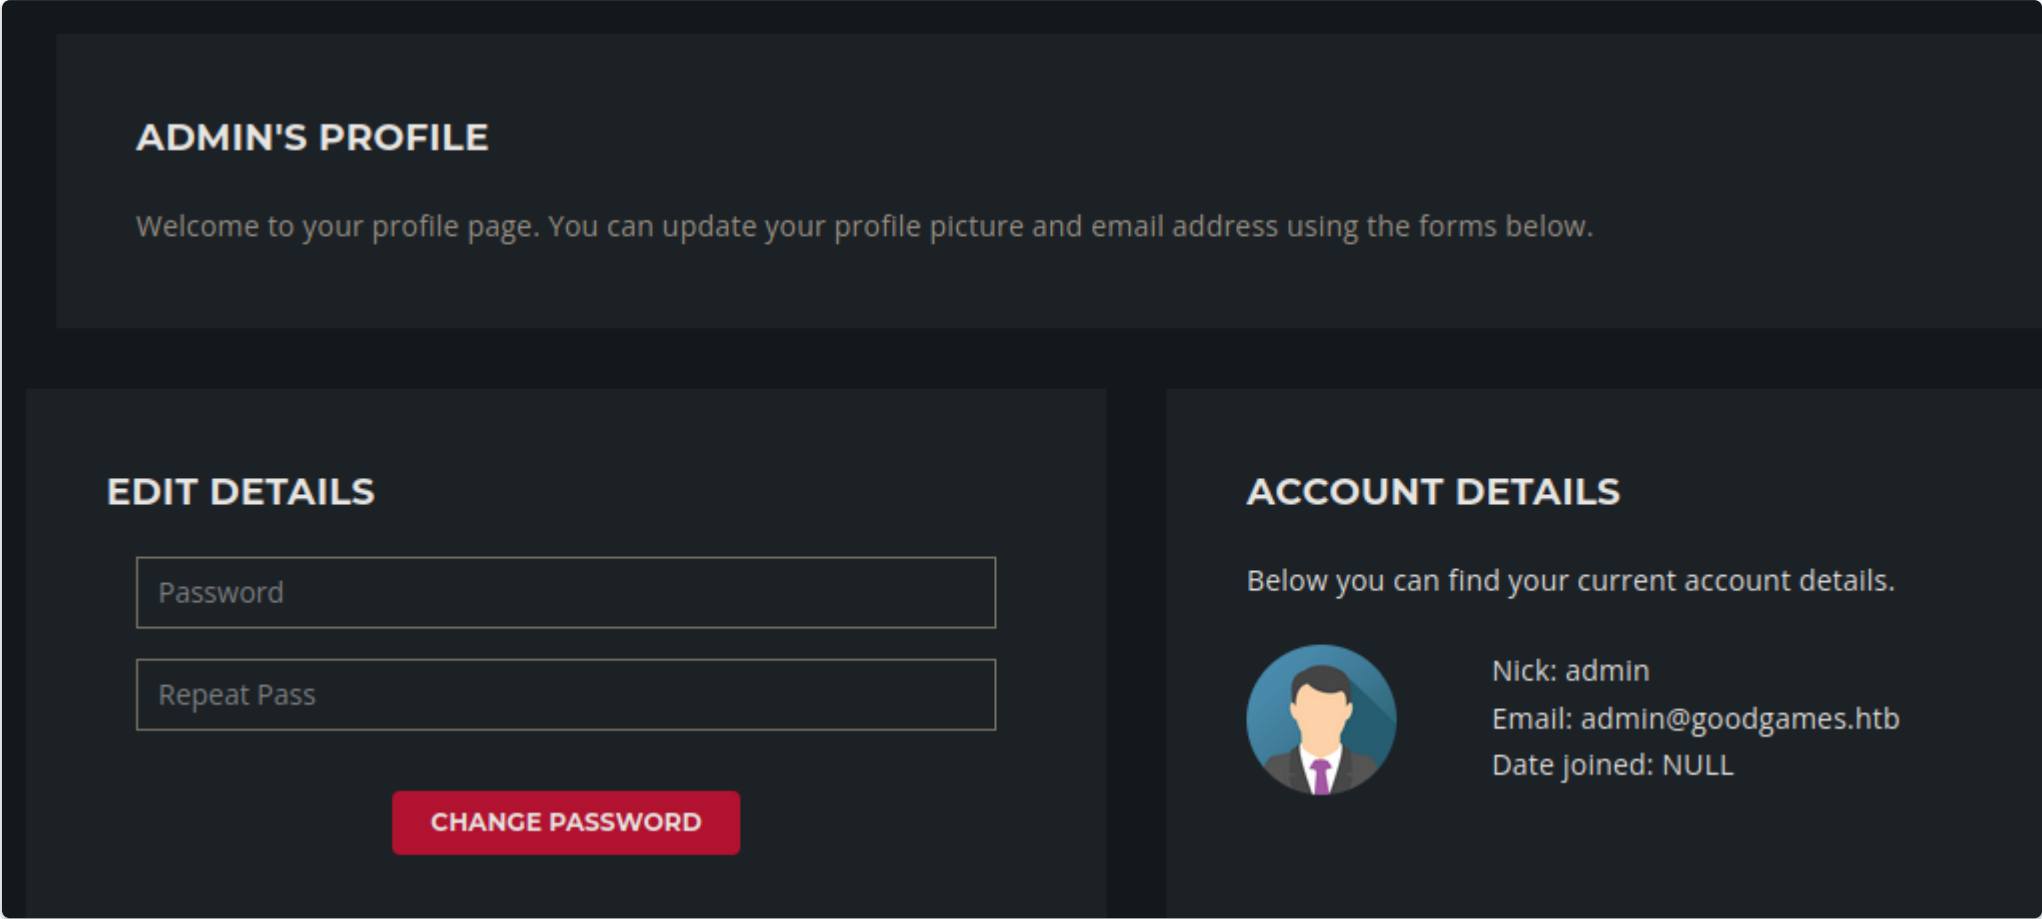 ADMIN'S PROFILE
Welcome to your profile page. You can update your profile picture and email address using the forms below.
EDIT DETAILS
Password
Repeat Pass
CHANGE PASSWORD
ACCOUNT DETAILS
Below you can find your current account details.
Nick: admin
Email: admin@goodgames.htb
Date joined: NULL